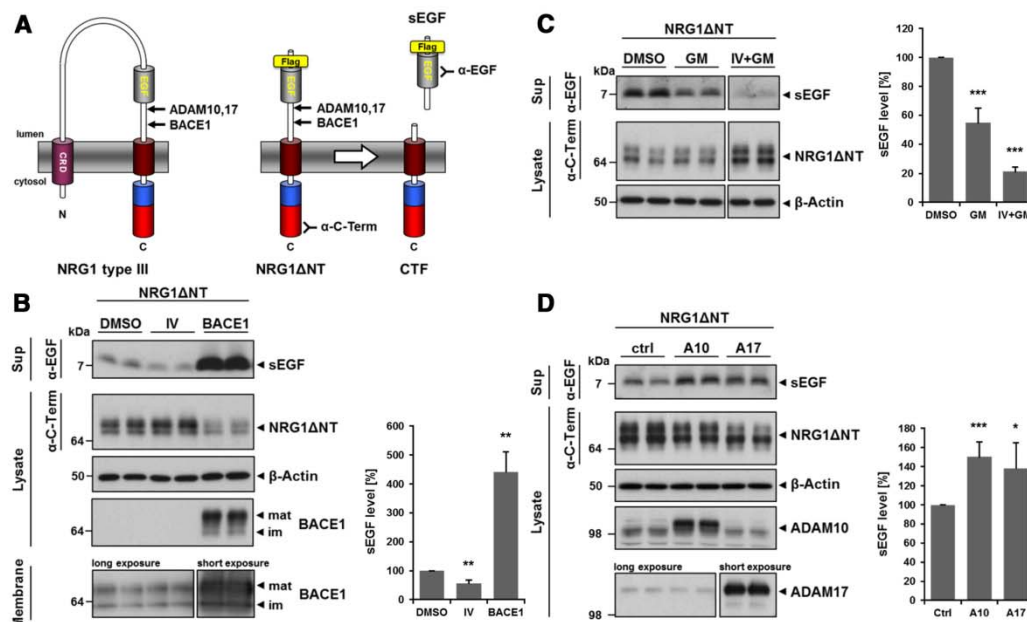 A
sEGF
Flag
EGF
α-EGF
Flag
EGF
EGF
ADAM10,17
BACE1
ADAM10,17
BACE1
lumen
CRD
cytosol
N
α-C-Term
C
C
C
NRG1 type III
NRG1ΔNT
CTF
B
NRG1ΔNT
kDa
DMSO
IV
BACE1
Sup
α-EGF
7
sEGF
Lysate
α-C-Term
64
NRG1ΔNT
50
β-Actin
64
mat
im
BACE1
Membrane
long exposure
short exposure
64
mat
im
BACE1
sEGF level [%]
600
500
400
300
200
100
0
**
**
DMSO
IV
BACE1
C
NRG1ΔNT
kDa
DMSO
GM
IV+GM
Sup
α-EGF
7
sEGF
Lysate
α-C-Term
64
NRG1ΔNT
50
β-Actin
sEGF level [%]
120
100
80
60
40
20
0
***
***
DMSO
GM
IV+GM
D
NRG1ΔNT
kDa
ctrl
A10
A17
Sup
α-EGF
7
sEGF
Lysate
α-C-Term
64
NRG1ΔNT
50
β-Actin
98
ADAM10
long exposure
short exposure
98
ADAM17
sEGF level [%]
180
160
140
120
100
80
60
40
20
0
***
*
Ctrl
A10
A17